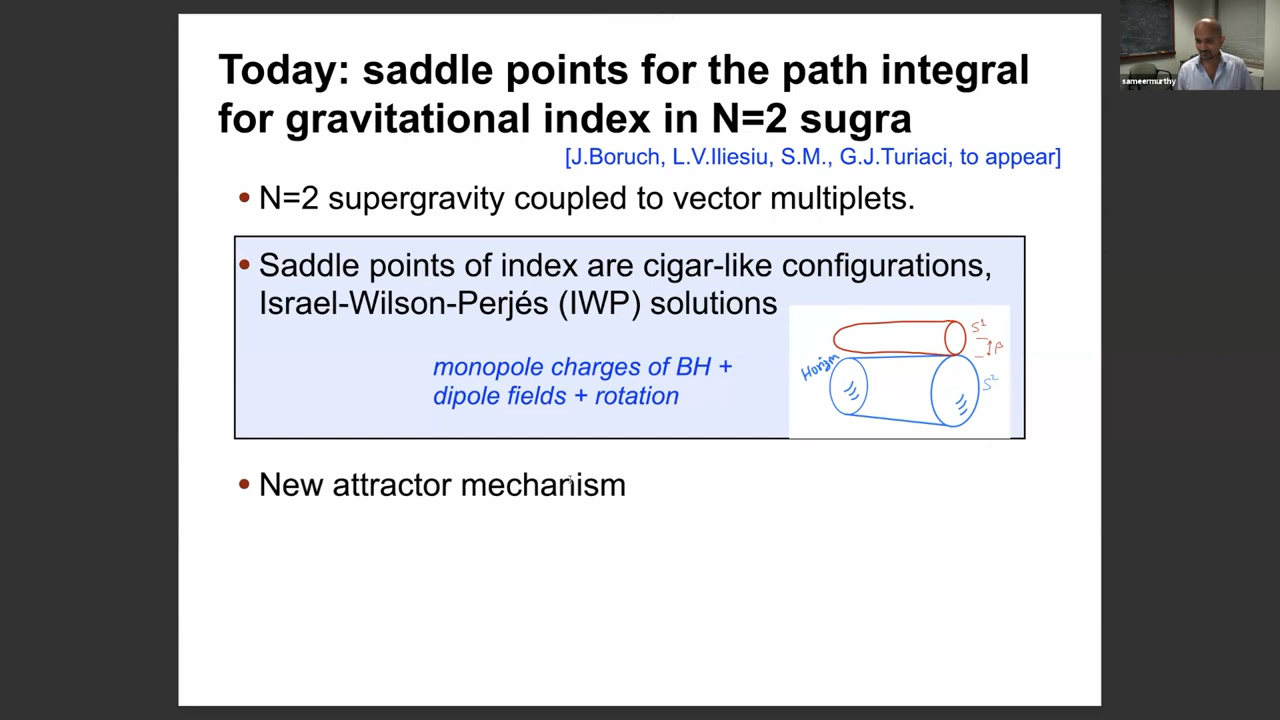 Today: saddle points for the path integral
for gravitational index in N=2 sugra
[J.Boruch, L.V.Iliesiu, S.M., G.J.Turiaci, to appear]
• N=2 supergravity coupled to vector multiplets.
• Saddle points of index are cigar-like configurations,
Israel-Wilson-Perjés (IWP) solutions
monopole charges of BH +
dipole fields + rotation
Horizon
S¹
β
S²
• New attractor mechanism
sameermurthy